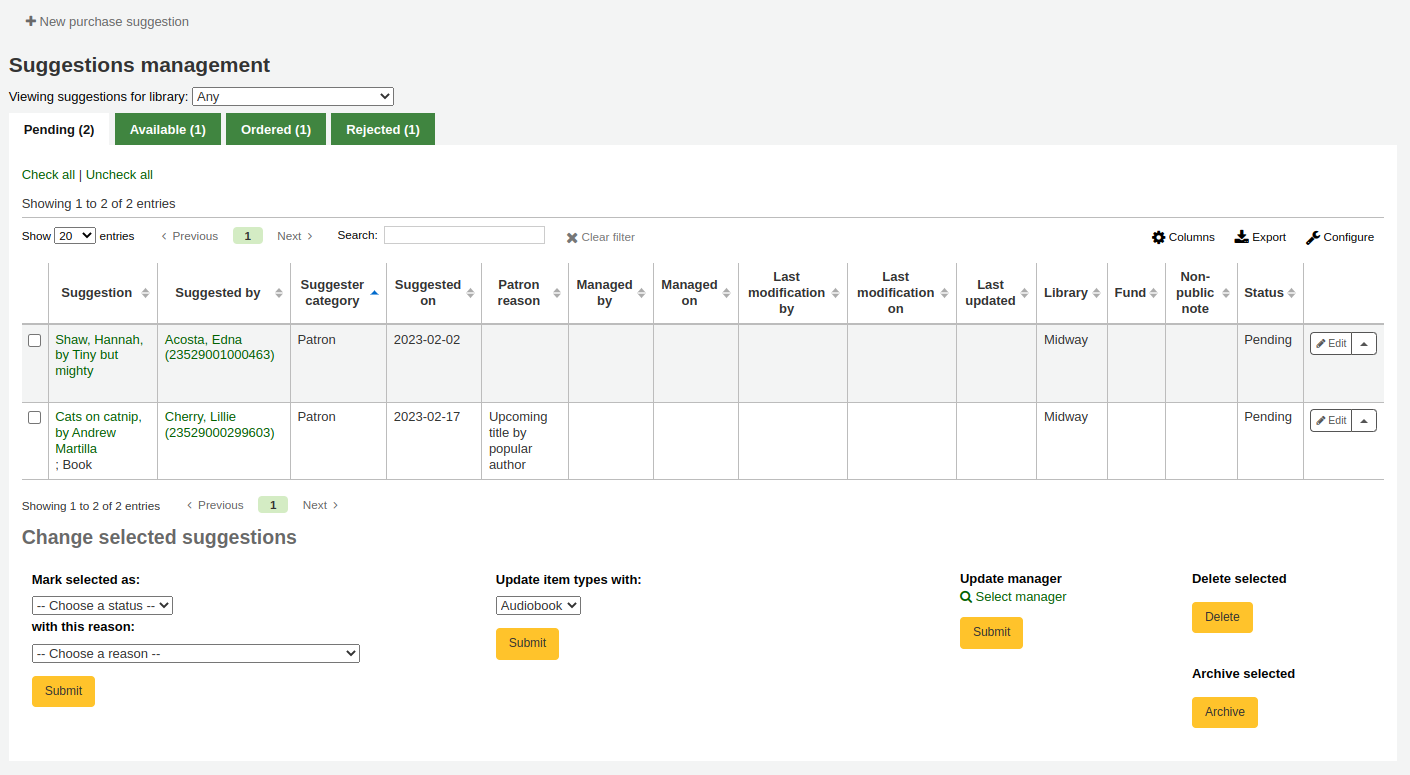 New purchase suggestion
Suggestions management
Viewing suggestions for library: Any
Pending (2) Available (1) Ordered (1) Rejected (1)
Check all | Uncheck all
Showing 1 to 2 of 2 entries
Show 20 entries Previous 1 Next Search: Clear filter Columns Export Configure
Suggestion Suggested by Suggester category Suggested on Patron reason Managed by Managed on Last modification by Last modification on Last updated Library Fund Non-public note Status
Shaw, Hannah, Acosta, Edna Patron 2023-02-02 Midway Pending Edit
by Tiny but (23529001000463)
mighty
Cats on catnip, Cherry, Lillie Patron 2023-02-17 Upcoming Midway Pending Edit
by Andrew (23529000299603) title by
Martilla popular
; Book author
Showing 1 to 2 of 2 entries Previous 1 Next
Change selected suggestions
Mark selected as:
-- Choose a status --
with this reason:
-- Choose a reason --
Submit
Update item types with:
Audiobook
Submit
Update manager
Select manager
Submit
Delete selected
Delete
Archive selected
Archive